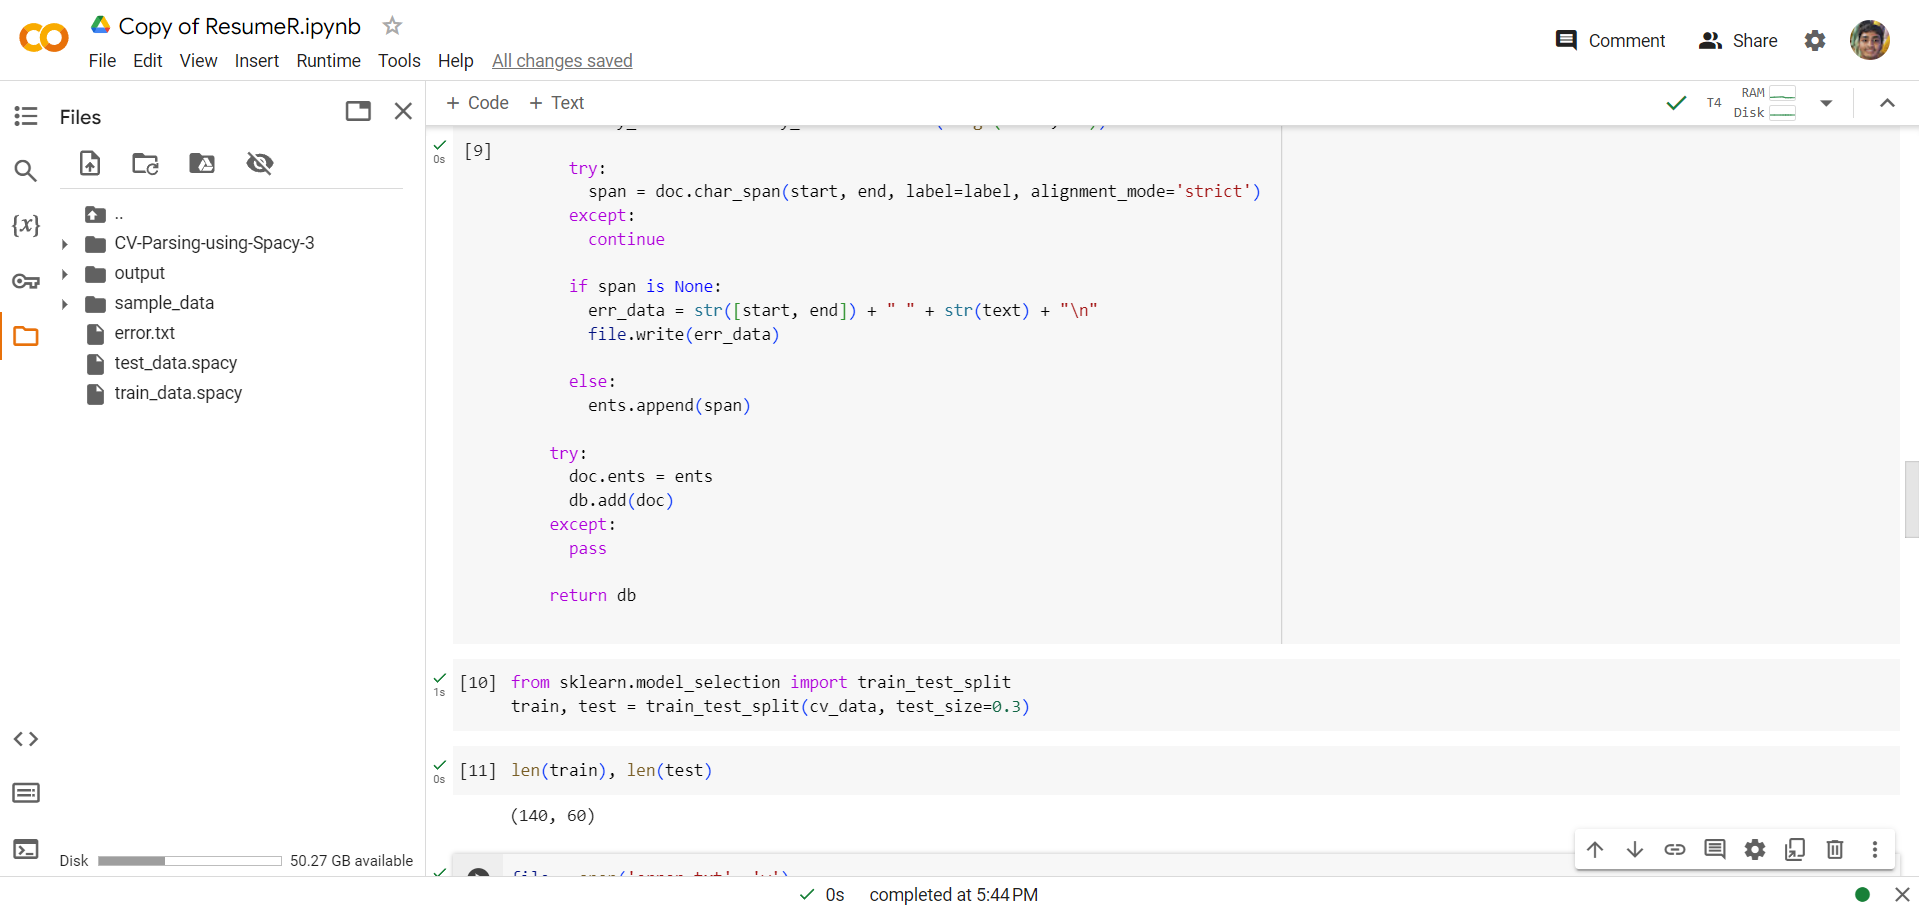 Copy of ResumeR.ipynb
File Edit View Insert Runtime Tools Help All changes saved
Comment Share
Files
+ Code + Text
T4 RAM
Disk
..
CV-Parsing-using-Spacy-3
output
sample_data
error.txt
test_data.spacy
train_data.spacy
{x}
Disk 50.27 GB available
0s [9]
try:
span = doc.char_span(start, end, label=label, alignment_mode='strict')
except:
continue
if span is None:
err_data = str([start, end]) + " " + str(text) + "\n"
file.write(err_data)
else:
ents.append(span)
try:
doc.ents = ents
db.add(doc)
except:
pass
return db
1s [10] from sklearn.model_selection import train_test_split
train, test = train_test_split(cv_data, test_size=0.3)
0s [11] len(train), len(test)
(140, 60)
0s completed at 5:44 PM